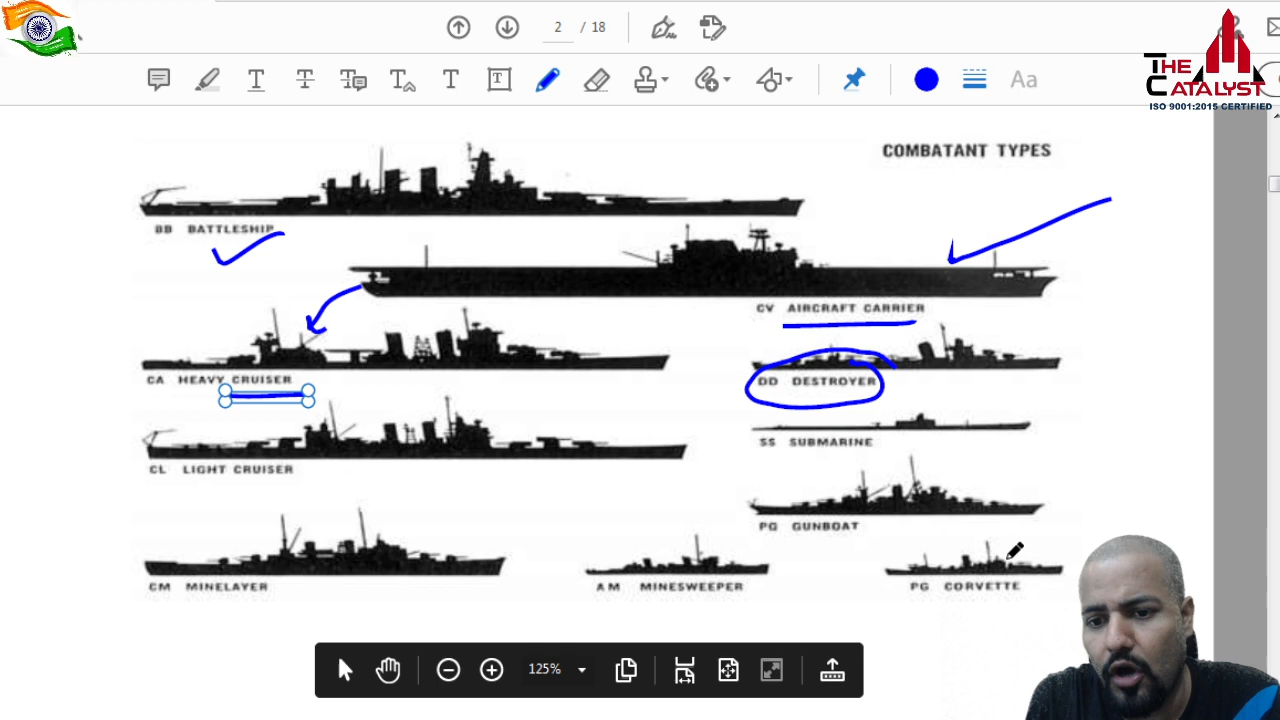 2 / 18
THE
CATALYST
ISO 9001:2015 CERTIFIED
Aa
COMBATANT TYPES
BB BATTLESHIP
CV AIRCRAFT CARRIER
CA HEAVY CRUISER
DD DESTROYER
SS SUBMARINE
CL LIGHT CRUISER
PG GUNBOAT
CM MINELAYER
AM MINESWEEPER
PG CORVETTE
125%